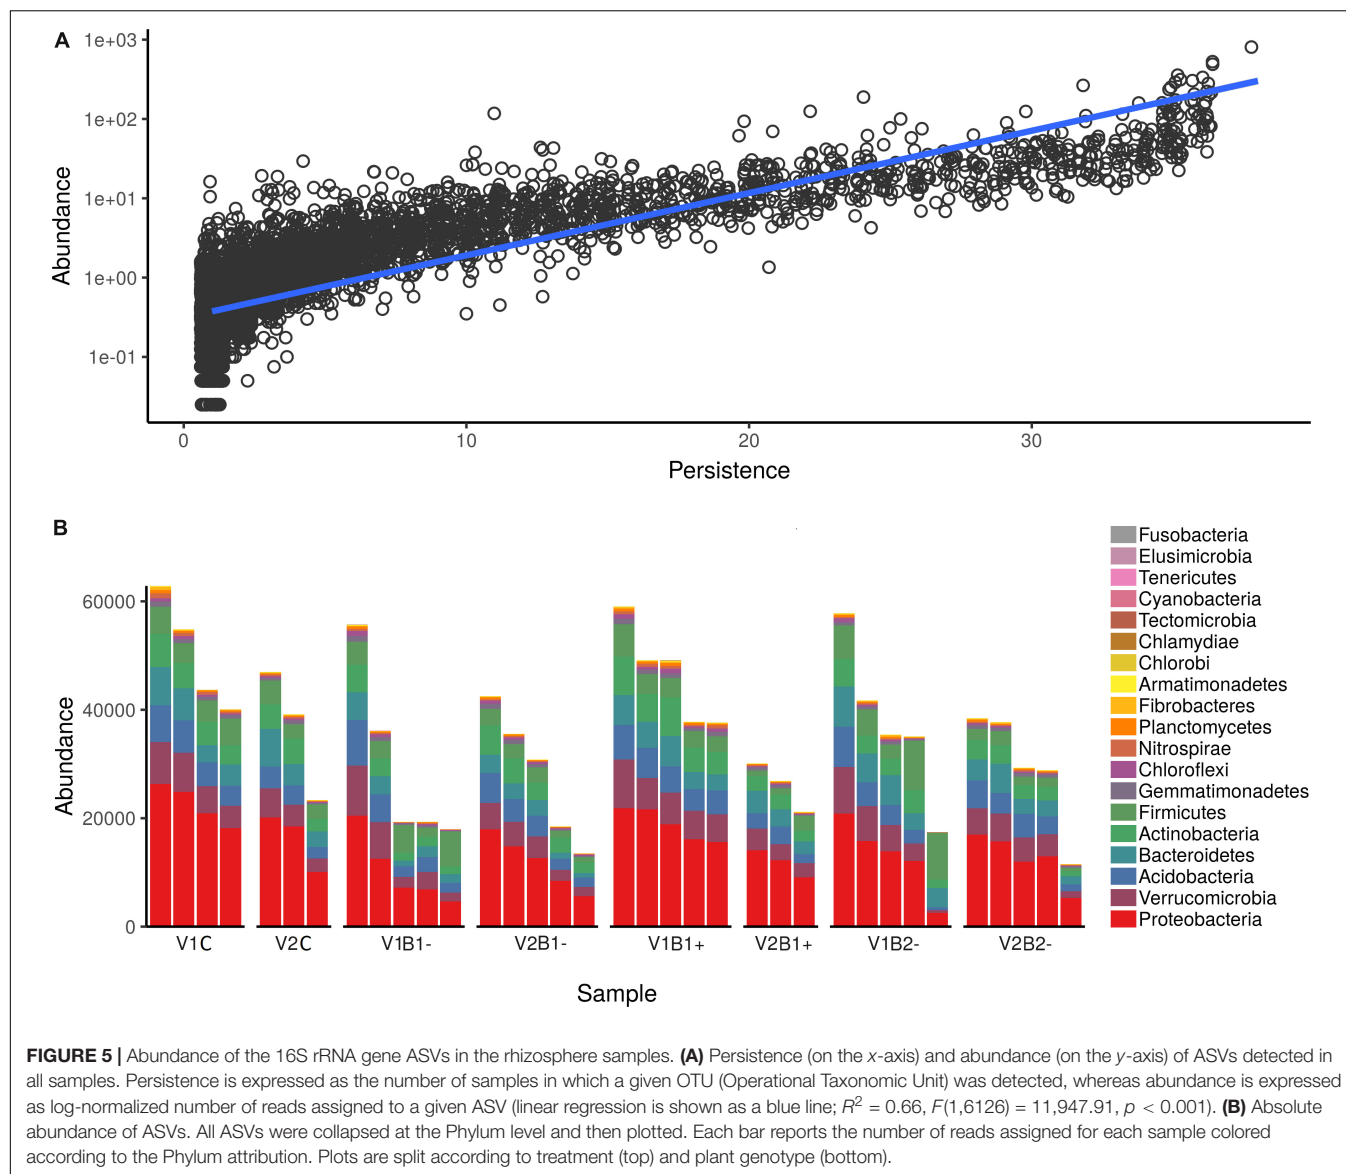 A
1e+03
1e+02
1e+01
1e+00
1e-01
Abundance
0 10 20 30
Persistence
B
60000
40000
20000
0
Abundance
V1C V2C V1B1- V2B1- V1B1+ V2B1+ V1B2- V2B2-
Sample
Fusobacteria
Elusimicrobia
Tenericutes
Cyanobacteria
Tectomicrobia
Chlamydiae
Chlorobi
Armatimonadetes
Fibrobacteres
Planctomycetes
Nitrospirae
Chloroflexi
Gemmatimonadetes
Firmicutes
Actinobacteria
Bacteroidetes
Acidobacteria
Verrucomicrobia
Proteobacteria
FIGURE 5 | Abundance of the 16S rRNA gene ASVs in the rhizosphere samples. (A) Persistence (on the x-axis) and abundance (on the y-axis) of ASVs detected in
all samples. Persistence is expressed as the number of samples in which a given OTU (Operational Taxonomic Unit) was detected, whereas abundance is expressed
as log-normalized number of reads assigned to a given ASV (linear regression is shown as a blue line; R² = 0.66, F(1,6126) = 11,947.91, p < 0.001). (B) Absolute
abundance of ASVs. All ASVs were collapsed at the Phylum level and then plotted. Each bar reports the number of reads assigned for each sample colored
according to the Phylum attribution. Plots are split according to treatment (top) and plant genotype (bottom).